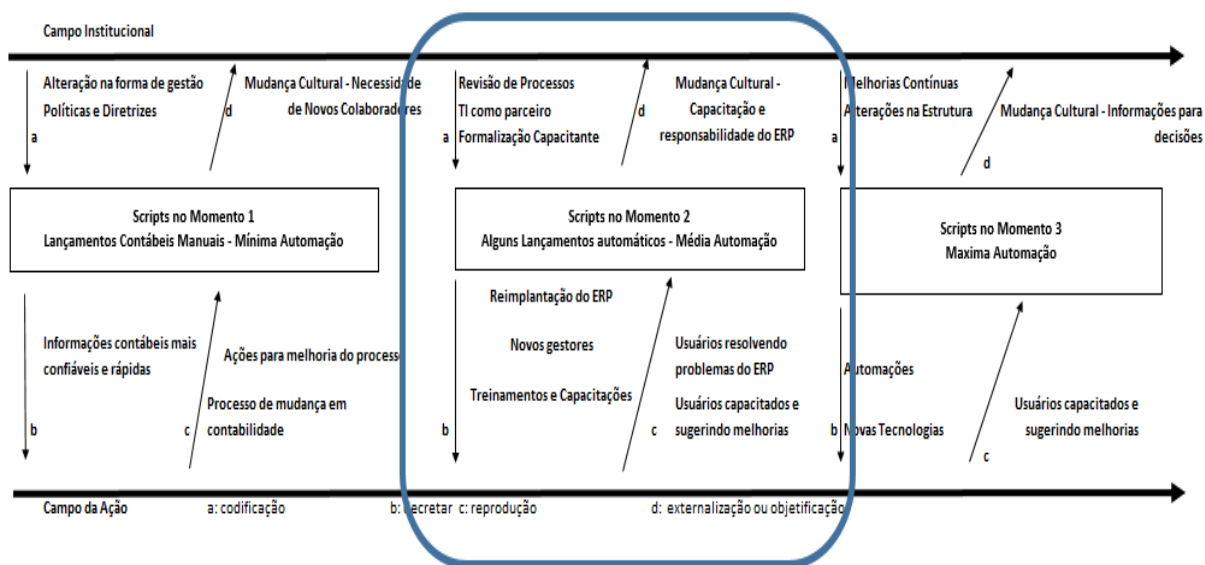 Campo Institucional
Alteração na forma de gestão
Políticas e Diretrizes
a
d
Mudança Cultural - Necessidade
de Novos Colaboradores
Revisão de Processos
TI como parceiro
Formalização Capacitante
a
d
Mudança Cultural -
Capacitação e
responsabilidade do ERP
Melhorias Contínuas
Alterações na Estrutura
a
d
Mudança Cultural - Informações para
decisões
Scripts no Momento 1
Lançamentos Contábeis Manuais - Mínima Automação
Scripts no Momento 2
Alguns Lançamentos automáticos - Média Automação
Scripts no Momento 3
Maxima Automação
Informações contábeis mais
confiáveis e rápidas
b
c
Ações para melhoria do processo
Processo de mudança em
contabilidade
Reimplantação do ERP
Novos gestores
Treinamentos e Capacitações
b
c
Usuários resolvendo
problemas do ERP
Usuários capacitados e
sugerindo melhorias
Automações
Novas Tecnologias
b
c
Usuários capacitados e
sugerindo melhorias
Campo da Ação
a: codificação
b: decretar c: reprodução
d: externalização ou objetificação